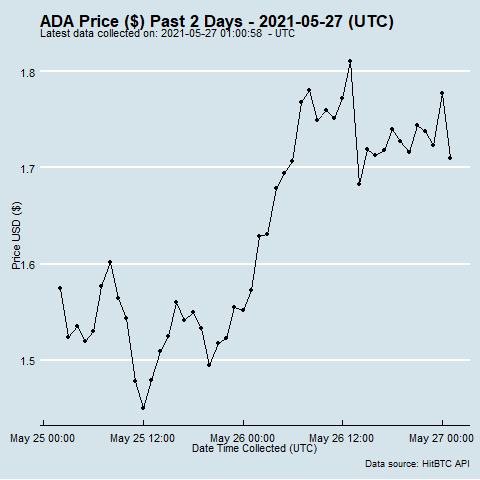 ADA Price ($) Past 2 Days - 2021-05-27 (UTC)
Latest data collected on: 2021-05-27 01:00:58 - UTC
1.8
1.7
1.6
1.5
Price USD ($)
May 25 00:00 May 25 12:00 May 26 00:00 May 26 12:00 May 27 00:00
Date Time Collected (UTC)
Data source: HitBTC API